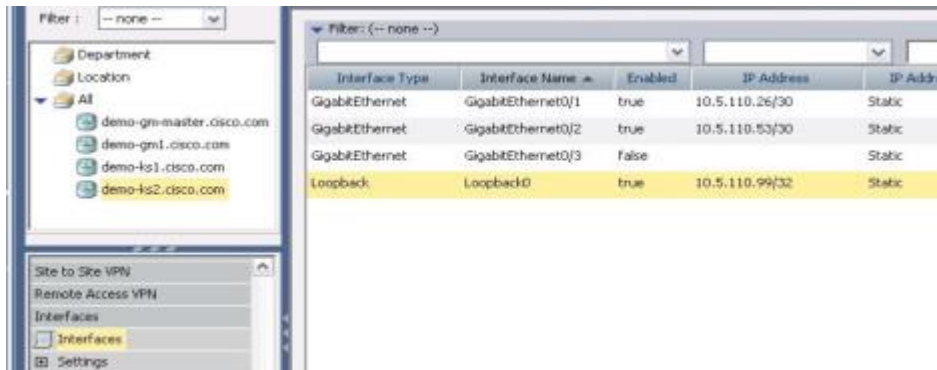 Filter : -- none --
Department
Location
All
demo-gm-master.cisco.com
demo-gm1.cisco.com
demo-ks1.cisco.com
demo-ks2.cisco.com
Site to Site VPN
Remote Access VPN
Interfaces
Interfaces
Settings
Filter: (-- none --)
Interface Type Interface Name Enabled IP Address IP Addr
GigabitEthernet GigabitEthernet0/1 true 10.5.110.26/30 Static
GigabitEthernet GigabitEthernet0/2 true 10.5.110.53/30 Static
GigabitEthernet GigabitEthernet0/3 false Static
Loopback Loopback0 true 10.5.110.99/32 Static